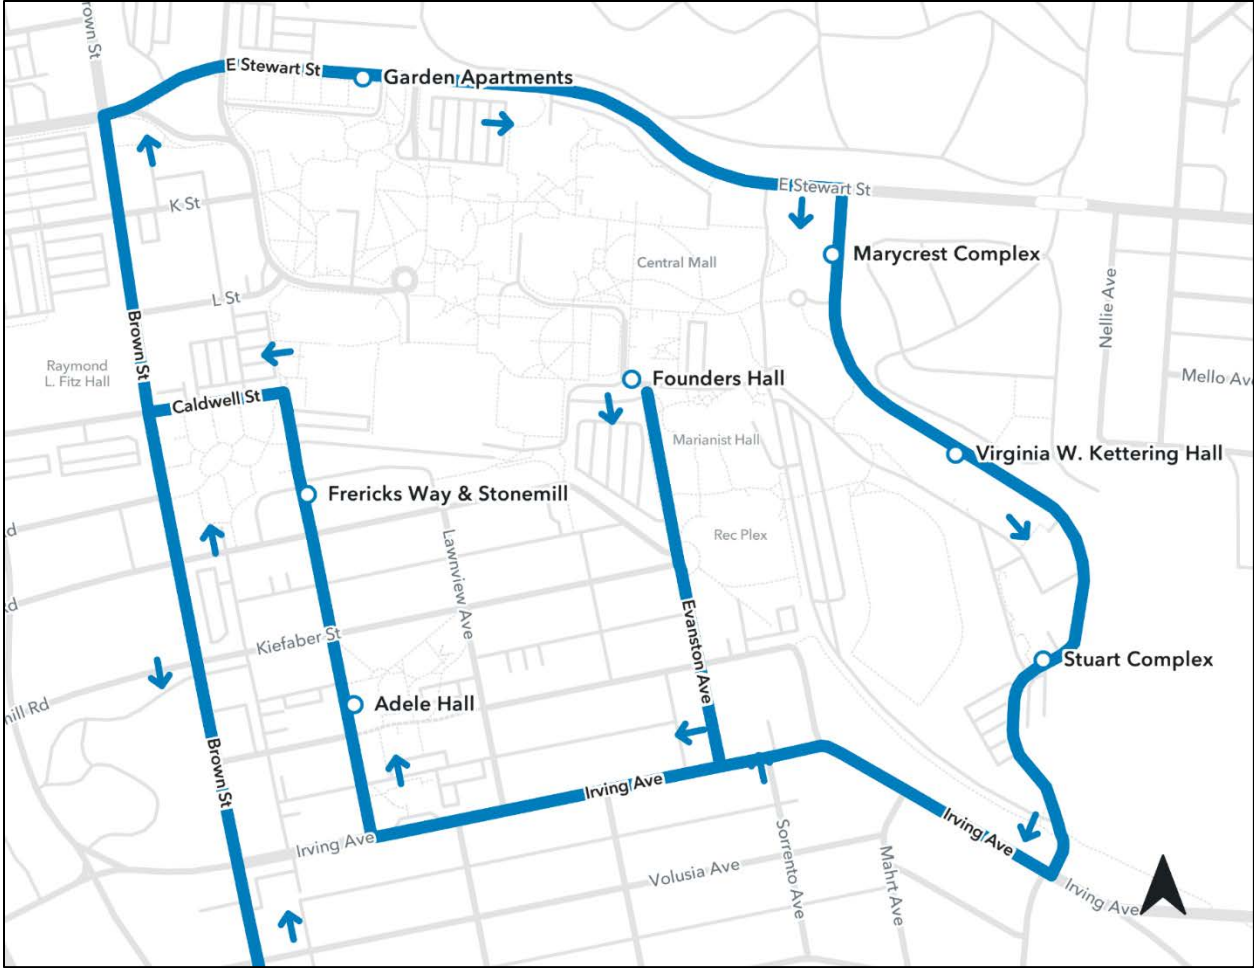 Brown St
E Stewart St
Garden Apartments
E Stewart St
K St
Marycrest Complex
Central Mall
Nellie Ave
L St
Brown St
Raymond
L. Fitz Hall
Mello Ave
Founders Hall
Caldwell St
Marianist Hall
Virginia W. Kettering Hall
Frericks Way & Stonemill
Rec Plex
Lawnview Ave
Kiefaber St
Evanston Ave
Stuart Complex
Adele Hall
Brown St
Irving Ave
Irving Ave
Irving Ave
Sorrento Ave
Mahrt Ave
Volusia Ave
Irving Ave